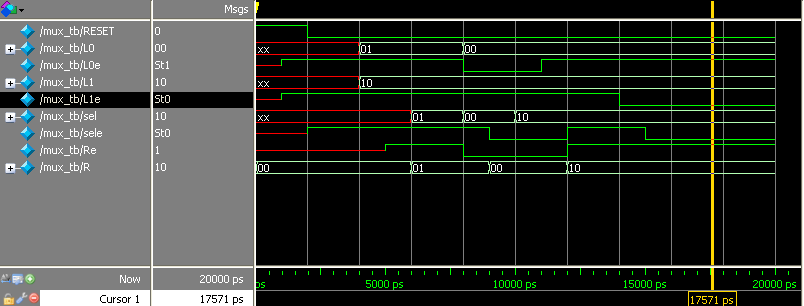 Msgs
/mux_tb/RESET 0
/mux_tb/L0 00 xx 01 00
/mux_tb/L0e St1
/mux_tb/L1 10 xx 10
/mux_tb/L1e St0
/mux_tb/sel 10 xx 01 00 10
/mux_tb/sele St0
/mux_tb/Re 1
/mux_tb/R 10 00 01 00 10
Now 20000 ps ps 5000 ps 10000 ps 15000 ps 20000 ps
Cursor 1 17571 ps 17571 ps